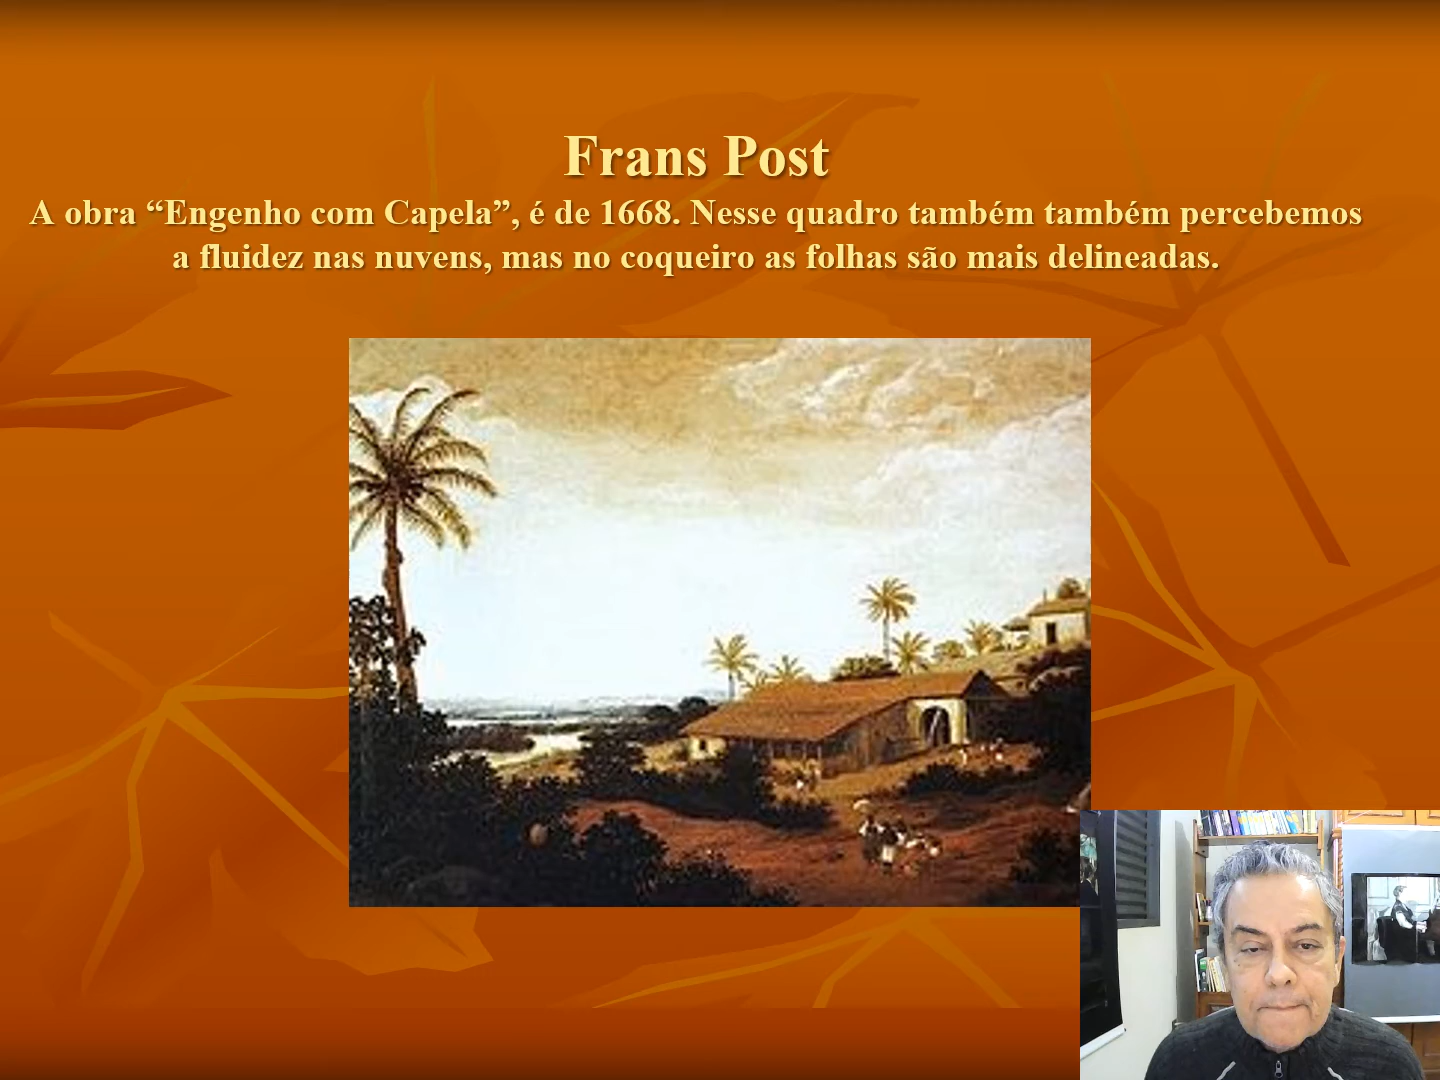 Frans Post
A obra “Engenho com Capela”, é de 1668. Nesse quadro também também percebemos
a fluidez nas nuvens, mas no coqueiro as folhas são mais delineadas.